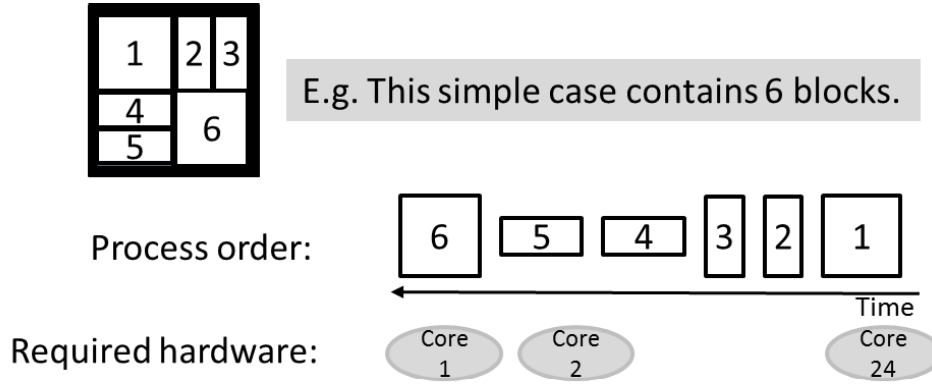 1 2 3
4
5 6
E.g. This simple case contains 6 blocks.
Process order: 6 5 4 3 2 1
Time
Required hardware: Core 1 Core 2 Core 24